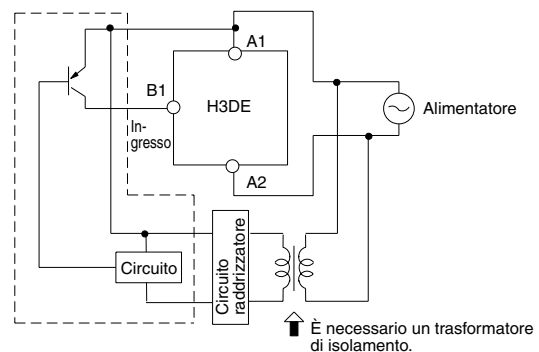 A1
B1
H3DE
Alimentatore
In-
gresso
A2
Circuito
raddrizzatore
Circuito
È necessario un trasformatore
di isolamento.